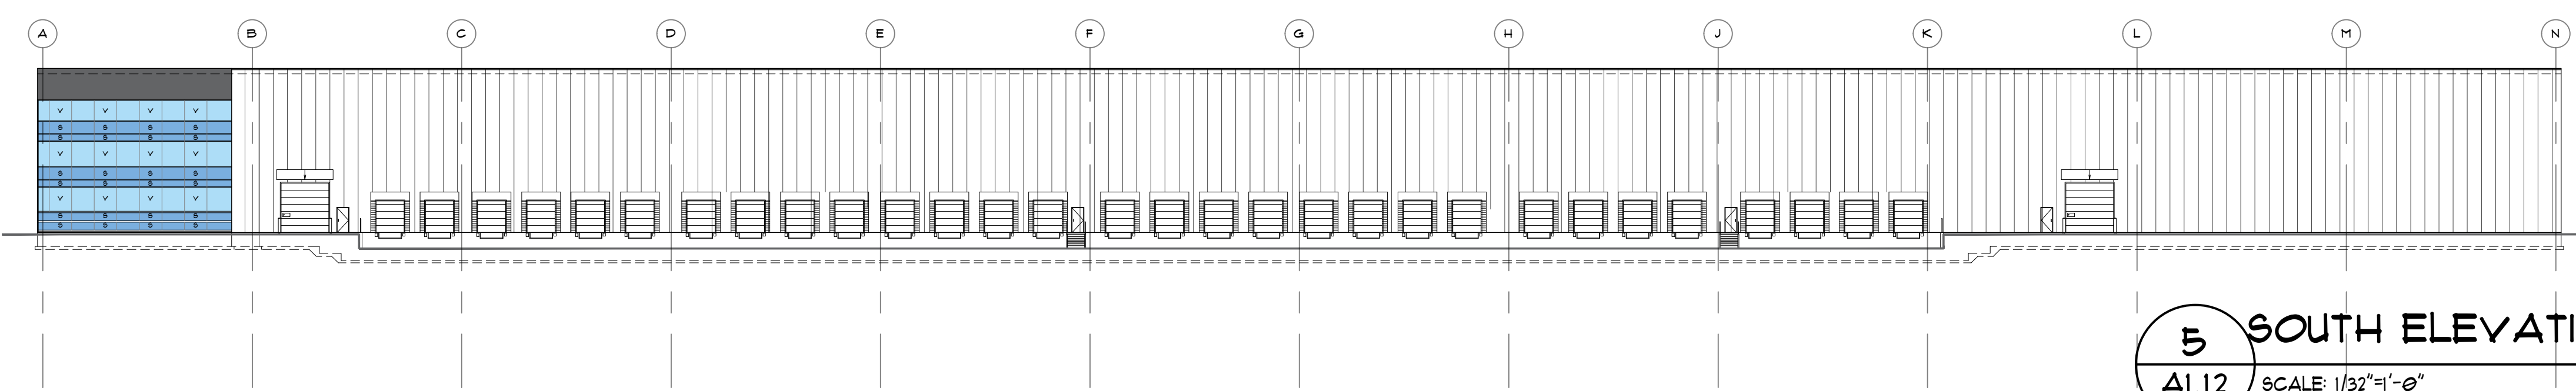 A B C D E F G H J K L M N
V V V V
S S S S
S S S S
V V V V
S S S S
S S S S
V V V V
S S S S
S S S S
5 SOUTH ELEVATI
A1.12 SCALE: 1/32"=1'-0"